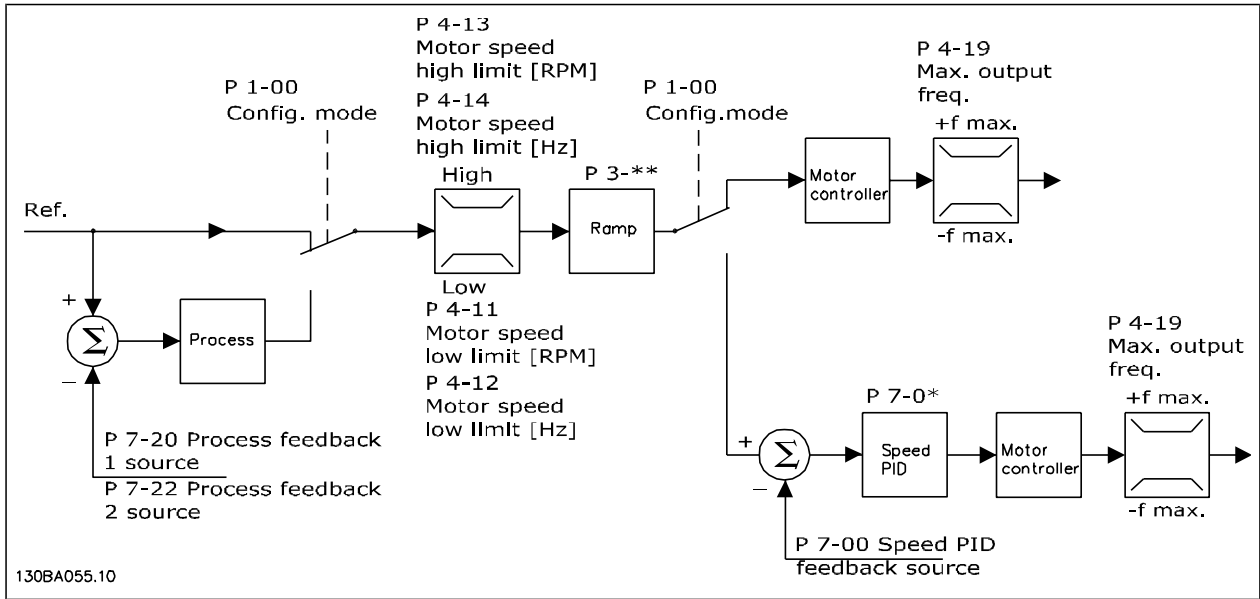 P 4-13
Motor speed
high limit [RPM]
P 4-14
Motor speed
high limit [Hz]
P 1-00
Config. mode
P 1-00
Config.mode
P 4-19
Max. output
freq.
+f max.
High
P 3-**
Motor
controller
Ref.
Ramp
-f max.
Low
P 4-11
Motor speed
low limit [RPM]
P 4-12
Motor speed
low limit [Hz]
+
Σ
Process
−
P 7-20 Process feedback
1 source
P 7-22 Process feedback
2 source
P 4-19
Max. output
freq.
+f max.
P 7-0*
+
Σ
Speed
PID
Motor
controller
−
-f max.
P 7-00 Speed PID
feedback source
130BA055.10